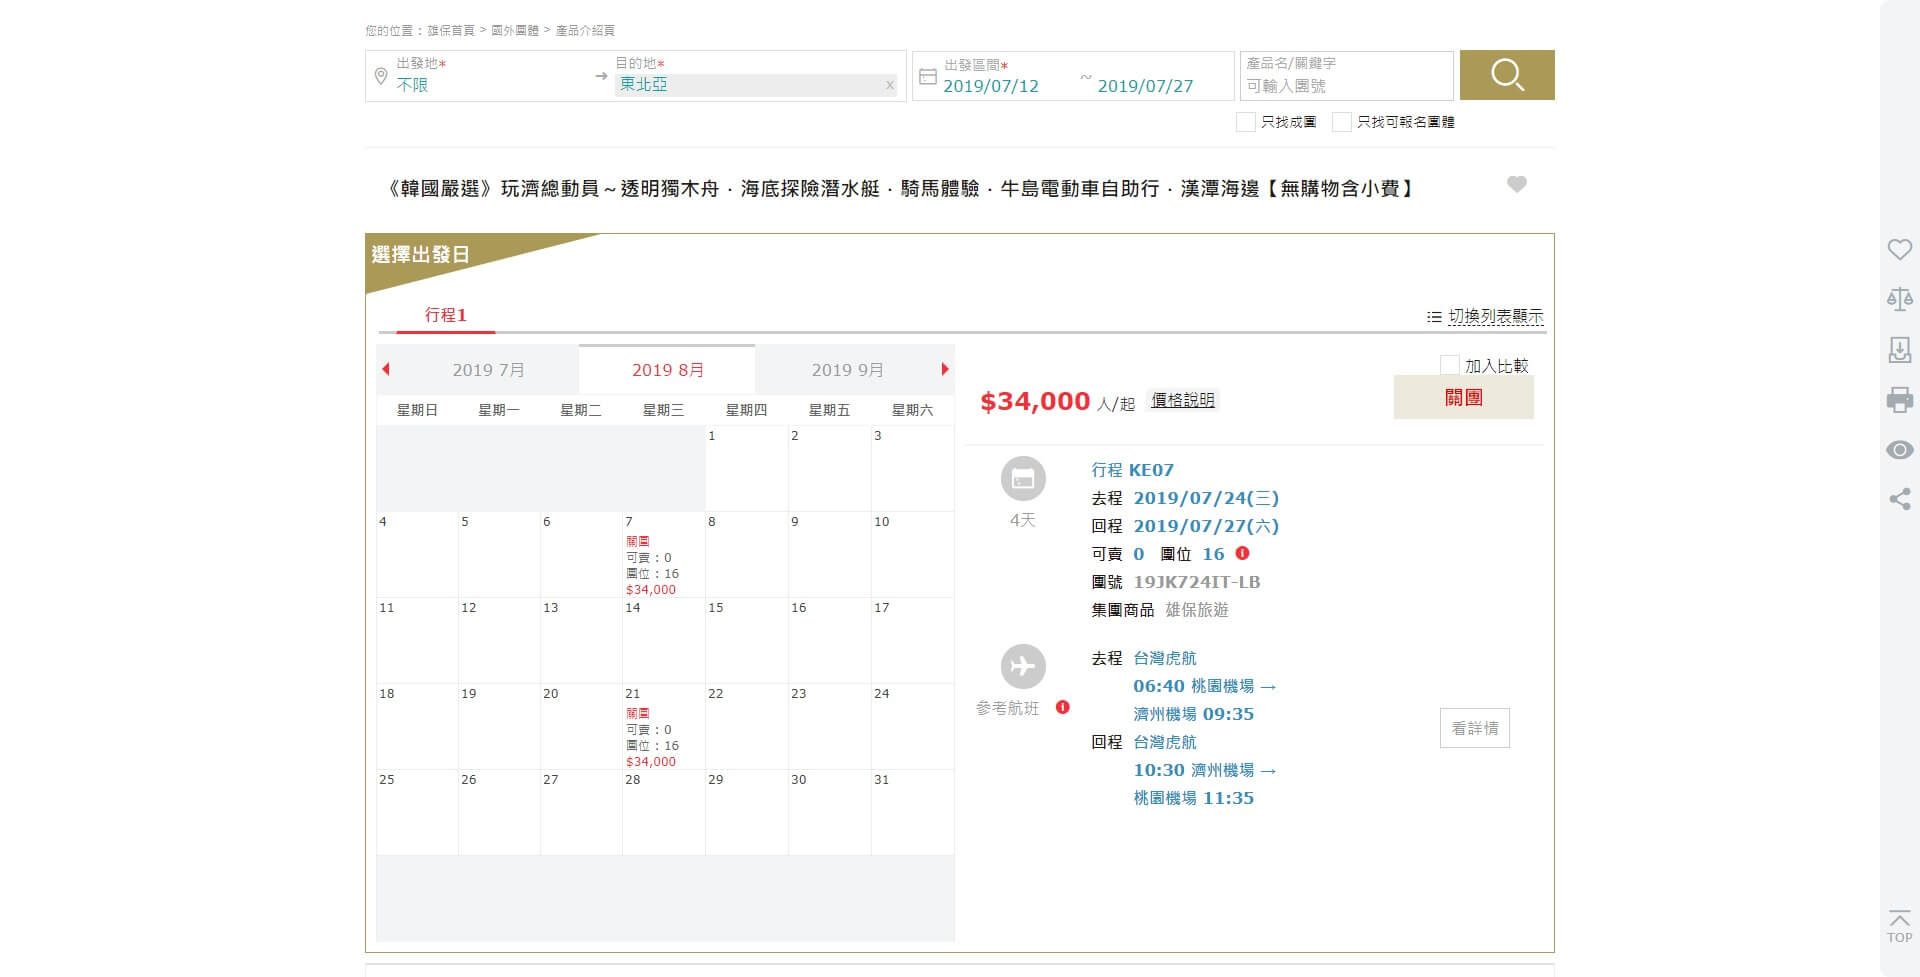 您的位置：雄保首頁 > 國外團體 > 產品介紹頁
出發地* 目的地* 出發區間* 產品名/關鍵字
不限 → 東北亞 x 2019/07/12 ~ 2019/07/27 可輸入團號
只找成團 只找可報名團體
《韓國嚴選》玩濟總動員～透明獨木舟．海底探險潛水艇．騎馬體驗．牛島電動車自助行．漢潭海邊【無購物含小費】
選擇出發日
行程1 切換列表顯示
2019 7月 2019 8月 2019 9月
星期日 星期一 星期二 星期三 星期四 星期五 星期六
1 2 3
4 5 6 7 8 9 10
關團
可賣：0
團位：16
$34,000
11 12 13 14 15 16 17
18 19 20 21 22 23 24
關團
可賣：0
團位：16
$34,000
25 26 27 28 29 30 31
加入比較
$34,000 人/起 價格說明 關團
4天
行程 KE07
去程 2019/07/24(三)
回程 2019/07/27(六)
可賣 0 團位 16
團號 19JK724IT-LB
集團商品 雄保旅遊
參考航班
去程 台灣虎航
06:40 桃園機場 →
濟州機場 09:35
回程 台灣虎航
10:30 濟州機場 →
桃園機場 11:35
看詳情
TOP